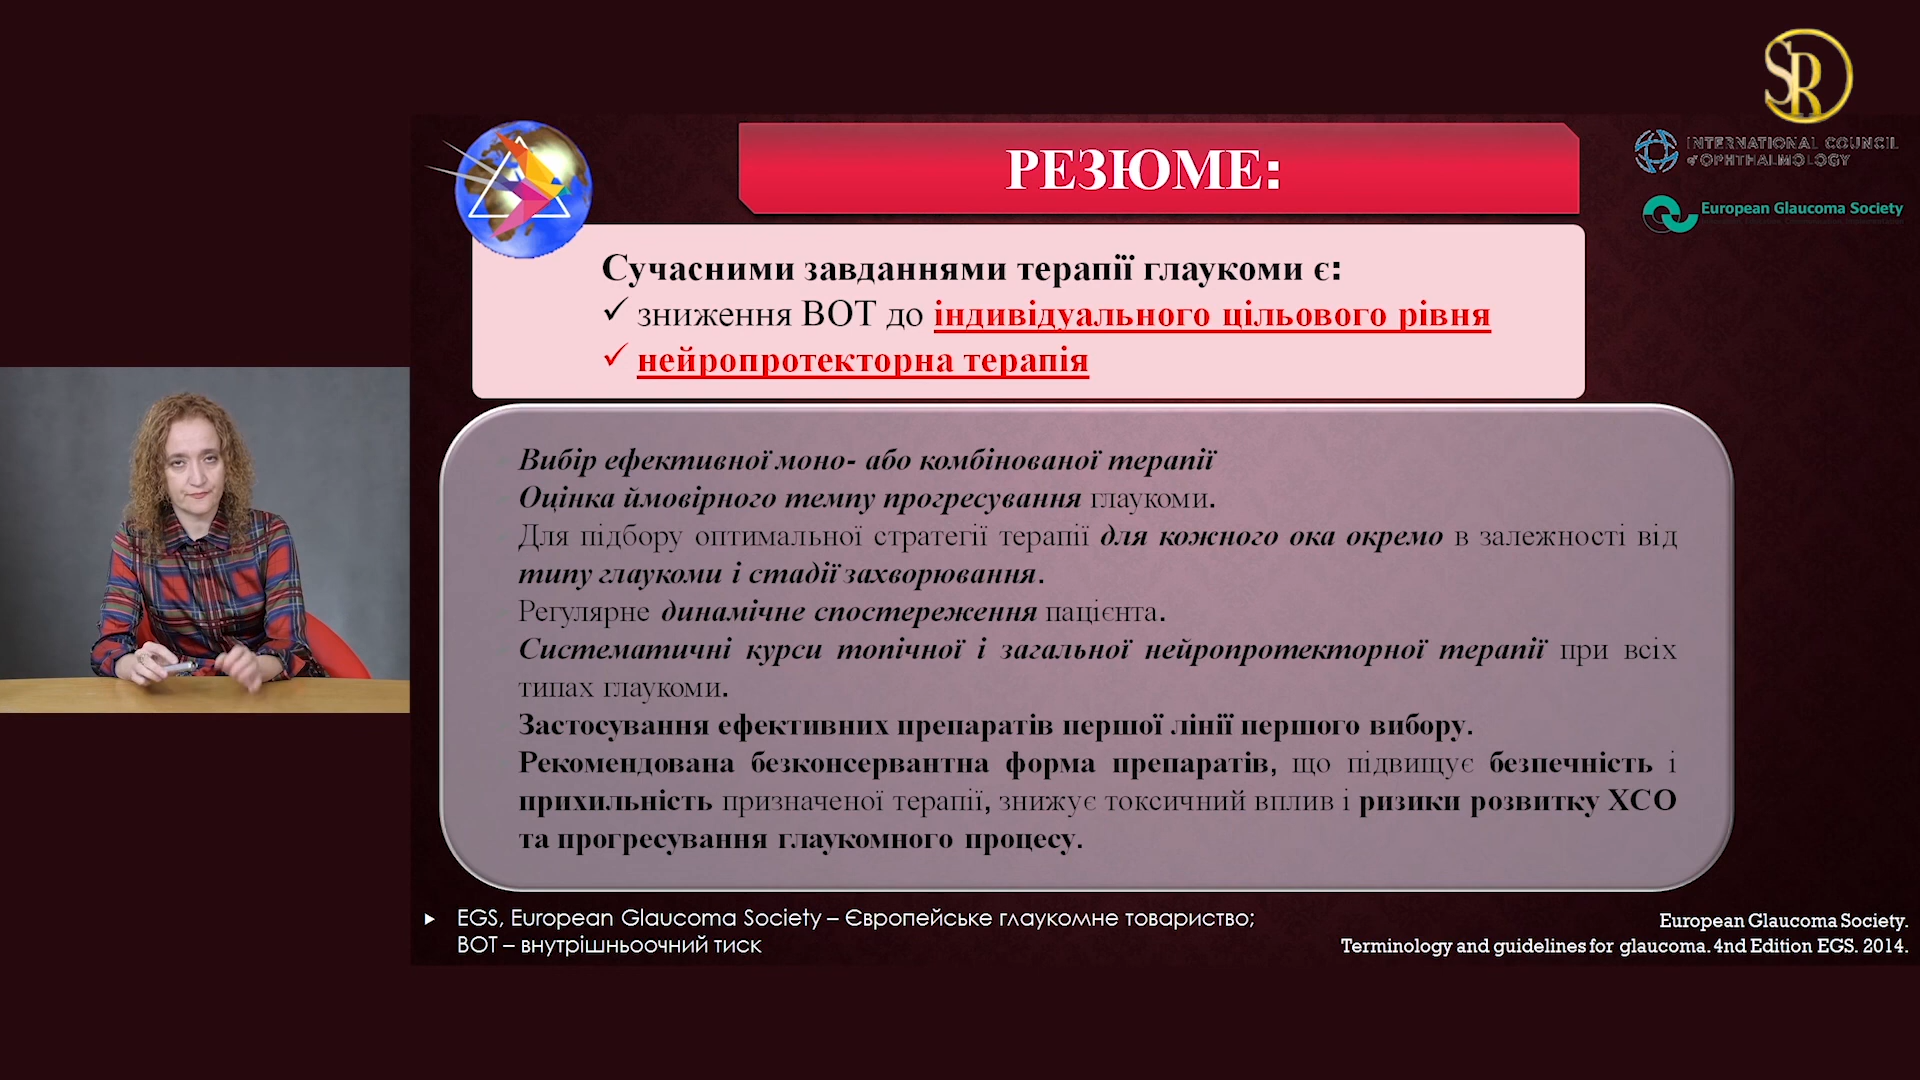 SR
INTERNATIONAL COUNCIL
of OPHTHALMOLOGY
European Glaucoma Society
РЕЗЮМЕ:
Сучасними завданнями терапії глаукоми є:
✓ зниження ВОТ до індивідуального цільового рівня
✓ нейропротекторна терапія
Вибір ефективної моно- або комбінованої терапії
Оцінка ймовірного темпу прогресування глаукоми.
Для підбору оптимальної стратегії терапії для кожного ока окремо в залежності від
типу глаукоми і стадії захворювання.
Регулярне динамічне спостереження пацієнта.
Систематичні курси топічної і загальної нейропротекторної терапії при всіх
типах глаукоми.
Застосування ефективних препаратів першої лінії першого вибору.
Рекомендована безконсервантна форма препаратів, що підвищує безпечність і
прихильність призначеної терапії, знижує токсичний вплив і ризики розвитку ХСО
та прогресування глаукомного процесу.
EGS, European Glaucoma Society – Європейське глаукомне товариство;
ВОТ – внутрішньоочний тиск
European Glaucoma Society.
Terminology and guidelines for glaucoma. 4nd Edition EGS. 2014.